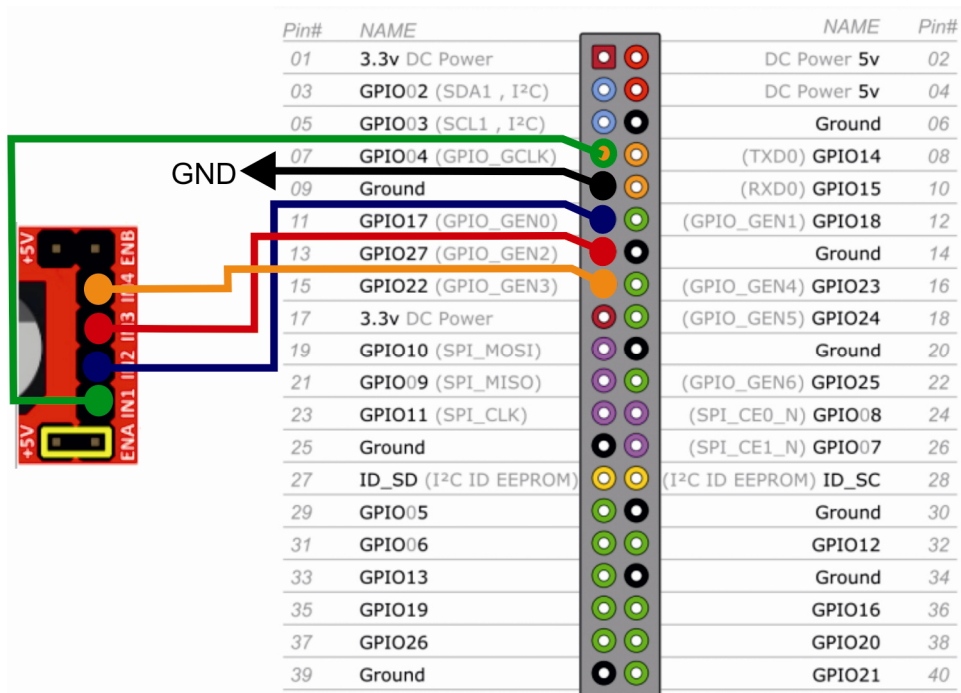 Pin# NAME NAME Pin#
01 3.3v DC Power DC Power 5v 02
03 GPIO02 (SDA1 , I²C) DC Power 5v 04
05 GPIO03 (SCL1 , I²C) Ground 06
07 GPIO04 (GPIO_GCLK) (TXD0) GPIO14 08
GND
09 Ground (RXD0) GPIO15 10
11 GPIO17 (GPIO_GEN0) (GPIO_GEN1) GPIO18 12
13 GPIO27 (GPIO_GEN2) Ground 14
15 GPIO22 (GPIO_GEN3) (GPIO_GEN4) GPIO23 16
17 3.3v DC Power (GPIO_GEN5) GPIO24 18
19 GPIO10 (SPI_MOSI) Ground 20
21 GPIO09 (SPI_MISO) (GPIO_GEN6) GPIO25 22
23 GPIO11 (SPI_CLK) (SPI_CE0_N) GPIO08 24
25 Ground (SPI_CE1_N) GPIO07 26
27 ID_SD (I²C ID EEPROM) (I²C ID EEPROM) ID_SC 28
29 GPIO05 Ground 30
31 GPIO06 GPIO12 32
33 GPIO13 Ground 34
35 GPIO19 GPIO16 36
37 GPIO26 GPIO20 38
39 Ground GPIO21 40
+5V
+5V
ENA IN1 IN2 IN3 IN4 ENB